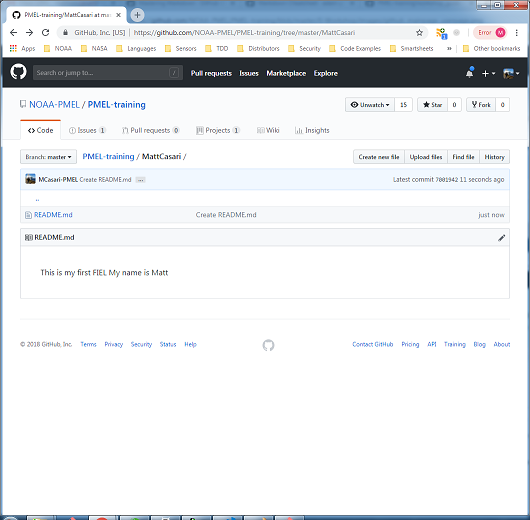 PMEL-training/MattCasari at mas
GitHub, Inc. [US] https://github.com/NOAA-PMEL/PMEL-training/tree/master/MattCasari Error M
Apps NOAA NASA Languages Sensors TDD Distributors Security Code Examples Smartsheets » Other bookmarks
Search or jump to... / Pull requests Issues Marketplace Explore
NOAA-PMEL / PMEL-training Unwatch 15 Star 0 Fork 0
Code Issues 1 Pull requests 0 Projects 1 Wiki Insights
Branch: master PMEL-training / MattCasari / Create new file Upload files Find file History
MCasari-PMEL Create README.md ... Latest commit 7001942 11 seconds ago
..
README.md Create README.md just now
README.md
This is my first FIEL My name is Matt
© 2018 GitHub, Inc. Terms Privacy Security Status Help Contact GitHub Pricing API Training Blog About